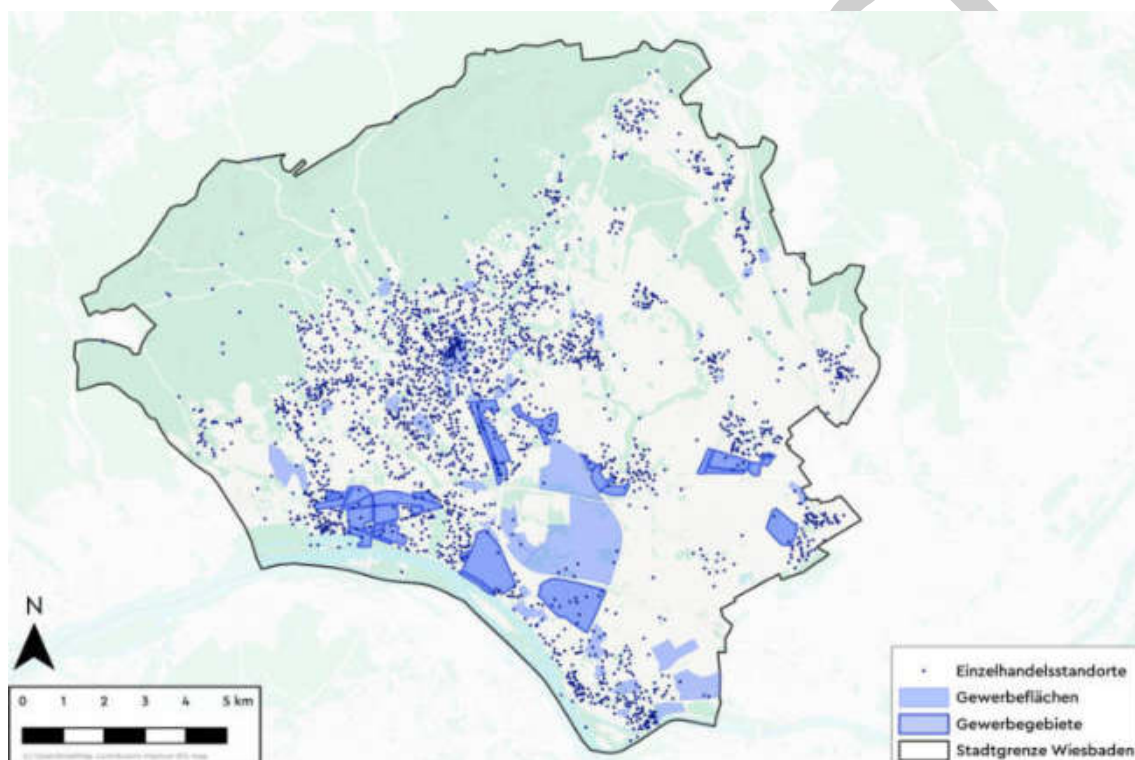 N
0 1 2 3 4 5 km
Einzelhandelsstandorte
Gewerbeflächen
Gewerbegebiete
Stadtgrenze Wiesbaden